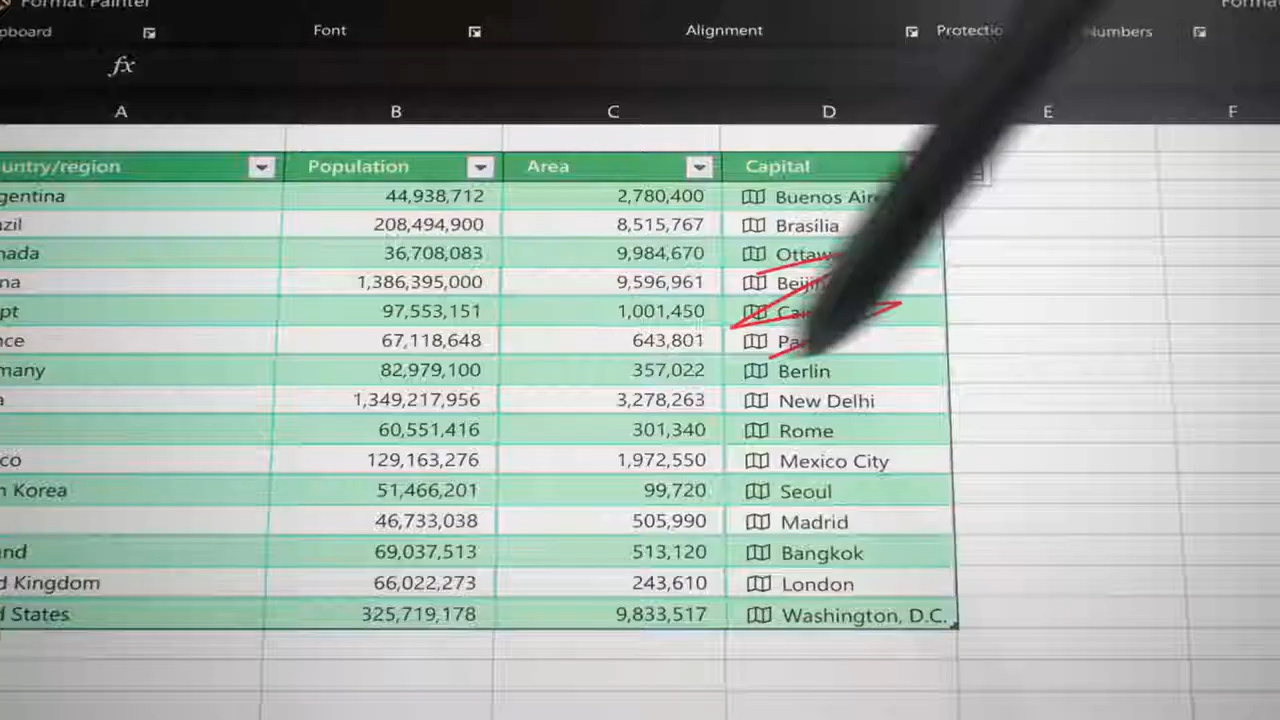 Format Painter
pboard Font Alignment Protectio Numbers
fx
A B C D E F
untry/region Population Area Capital
gentina 44,938,712 2,780,400 Buenos Aire
azil 208,494,900 8,515,767 Brasília
nada 36,708,083 9,984,670 Ottaw
na 1,386,395,000 9,596,961 Beijin
pt 97,553,151 1,001,450 Cai
nce 67,118,648 643,801 Pa
many 82,979,100 357,022 Berlin
a 1,349,217,956 3,278,263 New Delhi
60,551,416 301,340 Rome
co 129,163,276 1,972,550 Mexico City
h Korea 51,466,201 99,720 Seoul
46,733,038 505,990 Madrid
and 69,037,513 513,120 Bangkok
d Kingdom 66,022,273 243,610 London
d States 325,719,178 9,833,517 Washington, D.C.